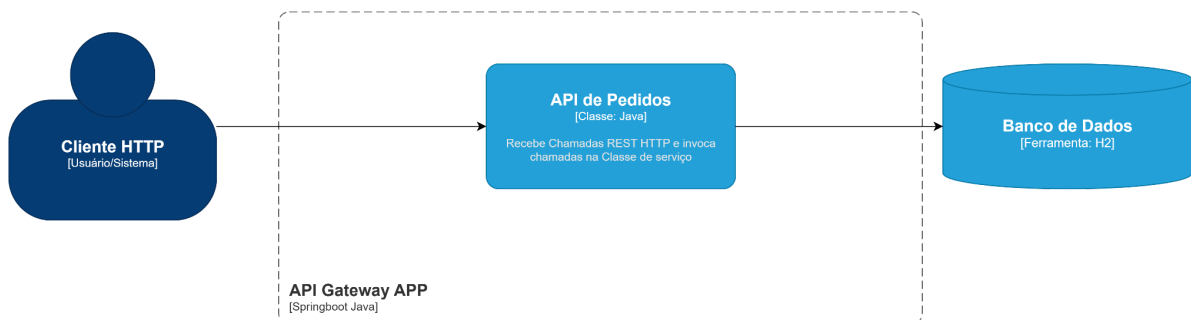 Cliente HTTP
[Usuário/Sistema]
API de Pedidos
[Classe: Java]
Recebe Chamadas REST HTTP e invoca
chamadas na Classe de serviço
Banco de Dados
[Ferramenta: H2]
API Gateway APP
[Springboot Java]